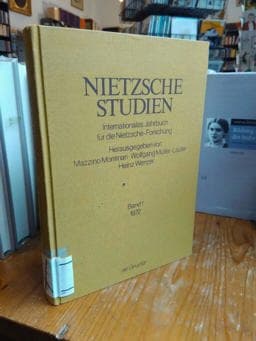 NIETZSCHE
STUDIEN
Internationales Jahrbuch
für die Nietzsche-Forschung
Herausgegeben von
Mazzino Montinari · Wolfgang Müller-Lauter
Heinz Wenzel
Band 1
1972
de Gruyter